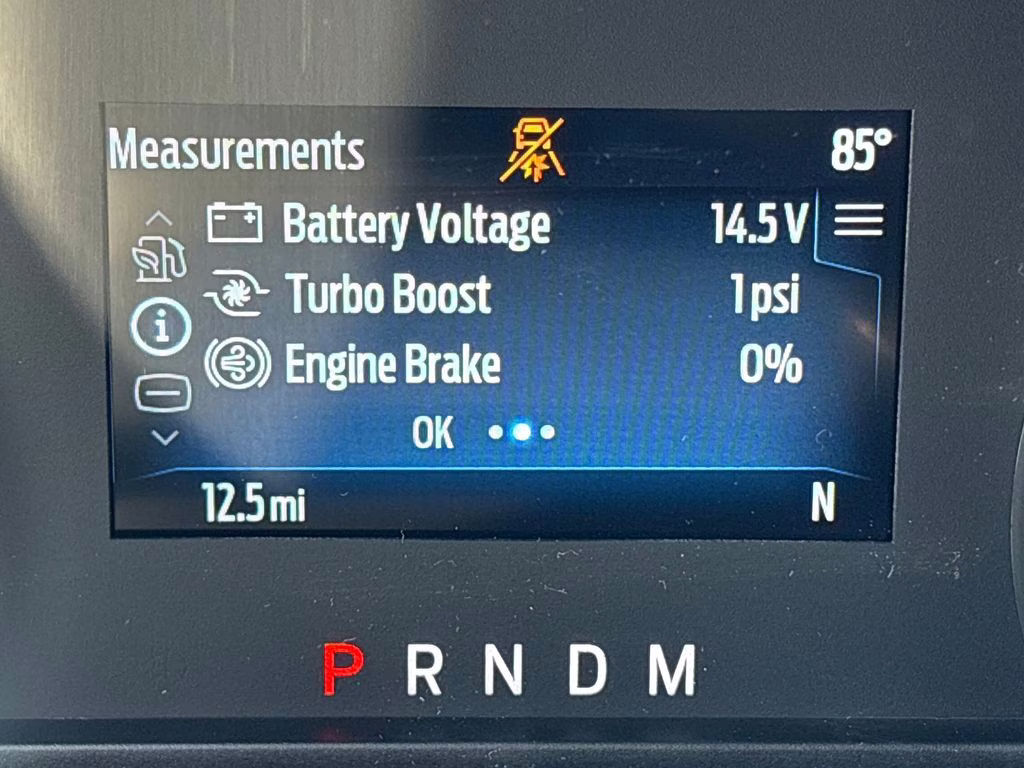 Measurements 85°
Battery Voltage 14.5 V
Turbo Boost 1 psi
i
Engine Brake 0%
OK
12.5 mi N
P R N D M